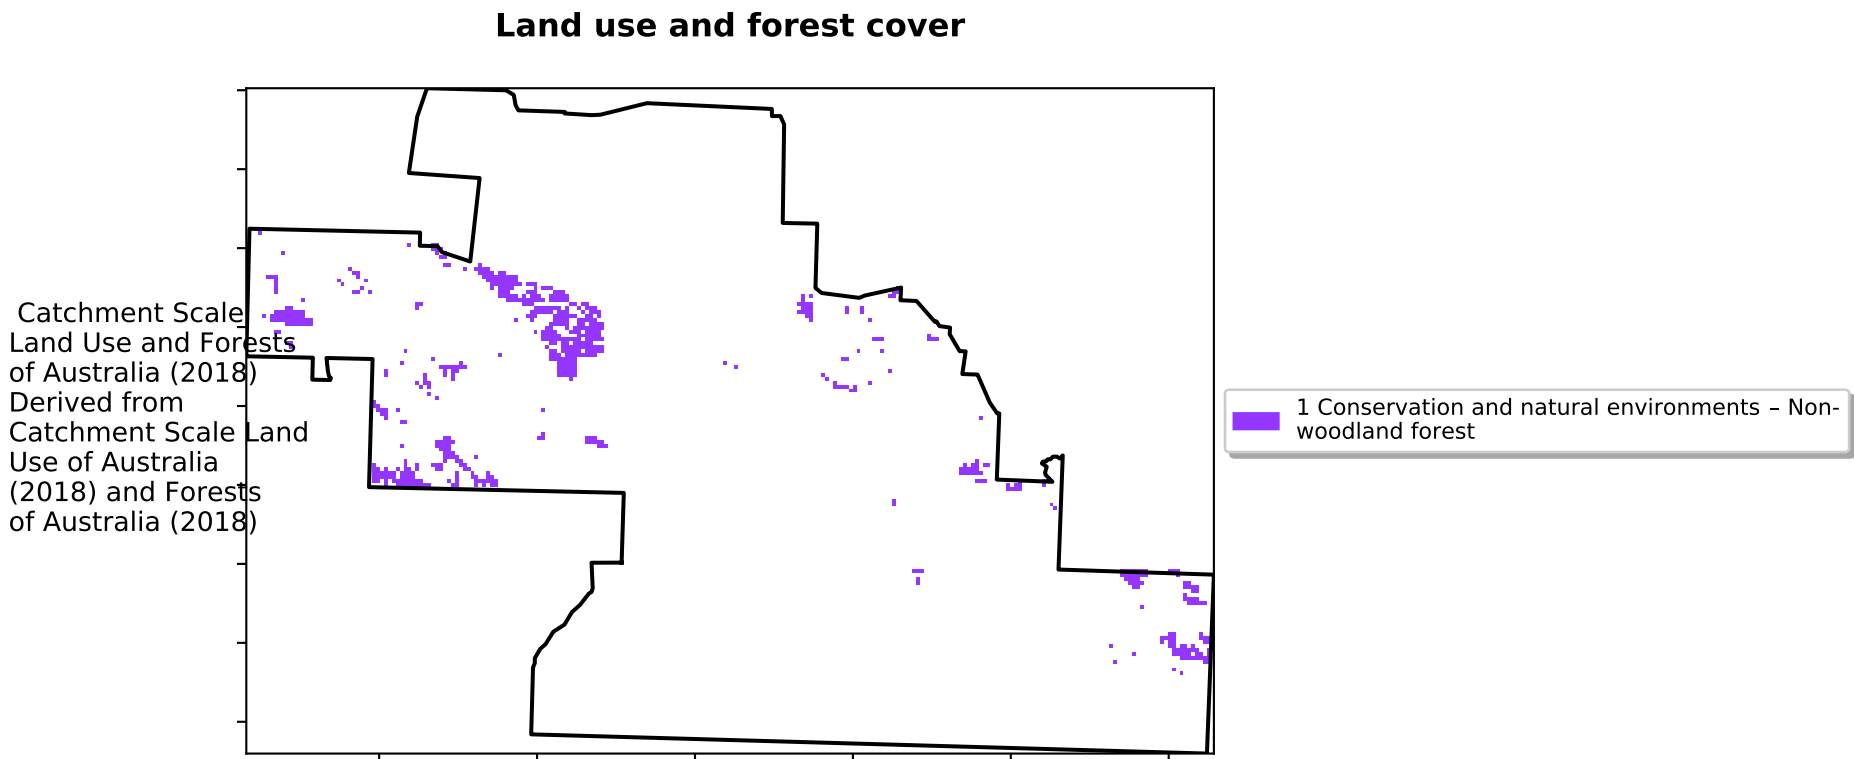 Land use and forest cover
Catchment Scale
Land Use and Forests
of Australia (2018)
Derived from
Catchment Scale Land
Use of Australia
(2018) and Forests
of Australia (2018)
1 Conservation and natural environments – Non-
woodland forest